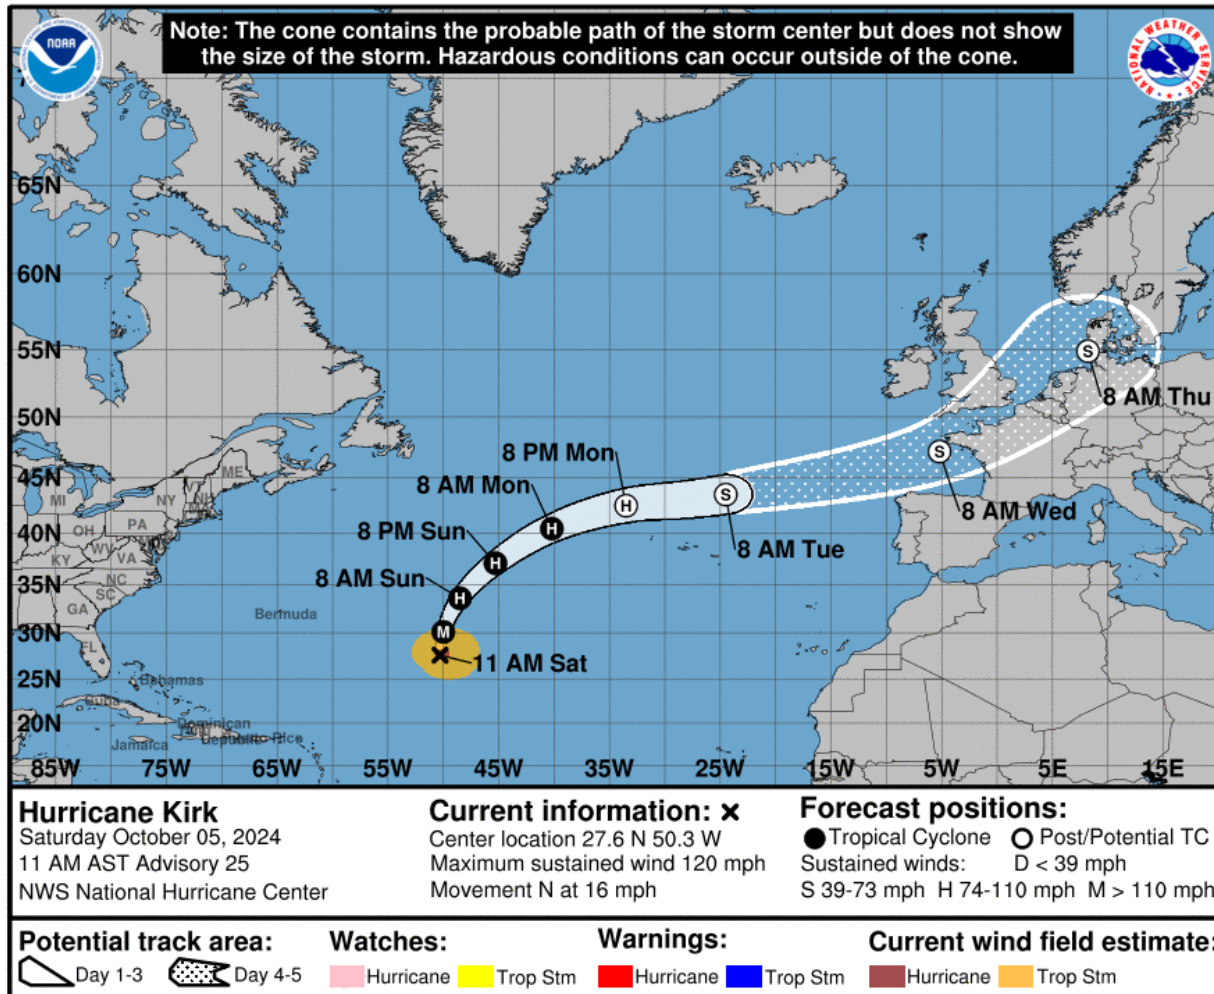 Note: The cone contains the probable path of the storm center but does not show
the size of the storm. Hazardous conditions can occur outside of the cone.
NOAA
NATIONAL WEATHER SERVICE
65N
60N
55N
S
8 AM Thu
50N
8 PM Mon
S
45N
ME
8 AM Mon
H
S
8 AM Wed
MI
VT
NH
NY
MA
40N
OH
PA
8 PM Sun
H
8 AM Tue
WV
KY
VA
H
8 AM Sun
35N
NC
SC
H
GA
Bermuda
30N
M
FL
11 AM Sat
25N
Bahamas
Cuba
20N
Dominican
Republic
Puerto Rico
Jamaica
85W 75W 65W 55W 45W 35W 25W 15W 5W 5E 15E
Hurricane Kirk
Saturday October 05, 2024
11 AM AST Advisory 25
NWS National Hurricane Center
Current information: ×
Center location 27.6 N 50.3 W
Maximum sustained wind 120 mph
Movement N at 16 mph
Forecast positions:
Tropical Cyclone Post/Potential TC
Sustained winds: D < 39 mph
S 39-73 mph H 74-110 mph M > 110 mph
Potential track area:
Day 1-3 Day 4-5
Watches:
Hurricane Trop Stm
Warnings:
Hurricane Trop Stm
Current wind field estimate:
Hurricane Trop Stm